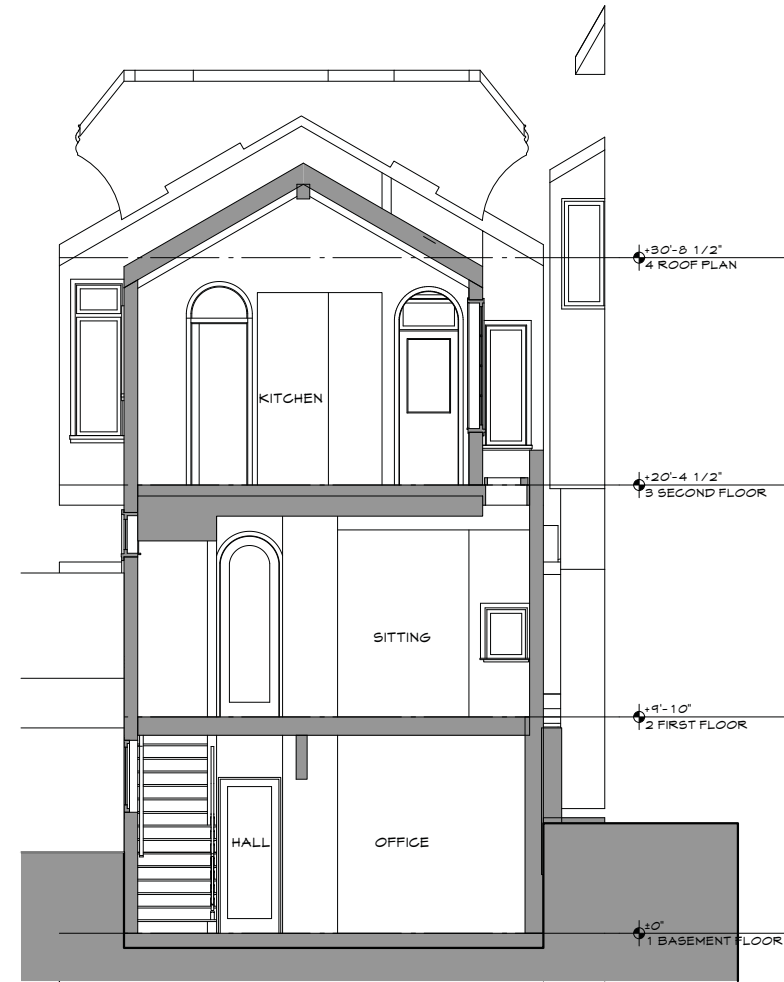 +30'-8 1/2"
4 ROOF PLAN
KITCHEN
+20'-4 1/2"
3 SECOND FLOOR
SITTING
+9'-10"
2 FIRST FLOOR
HALL
OFFICE
±0"
1 BASEMENT FLOOR